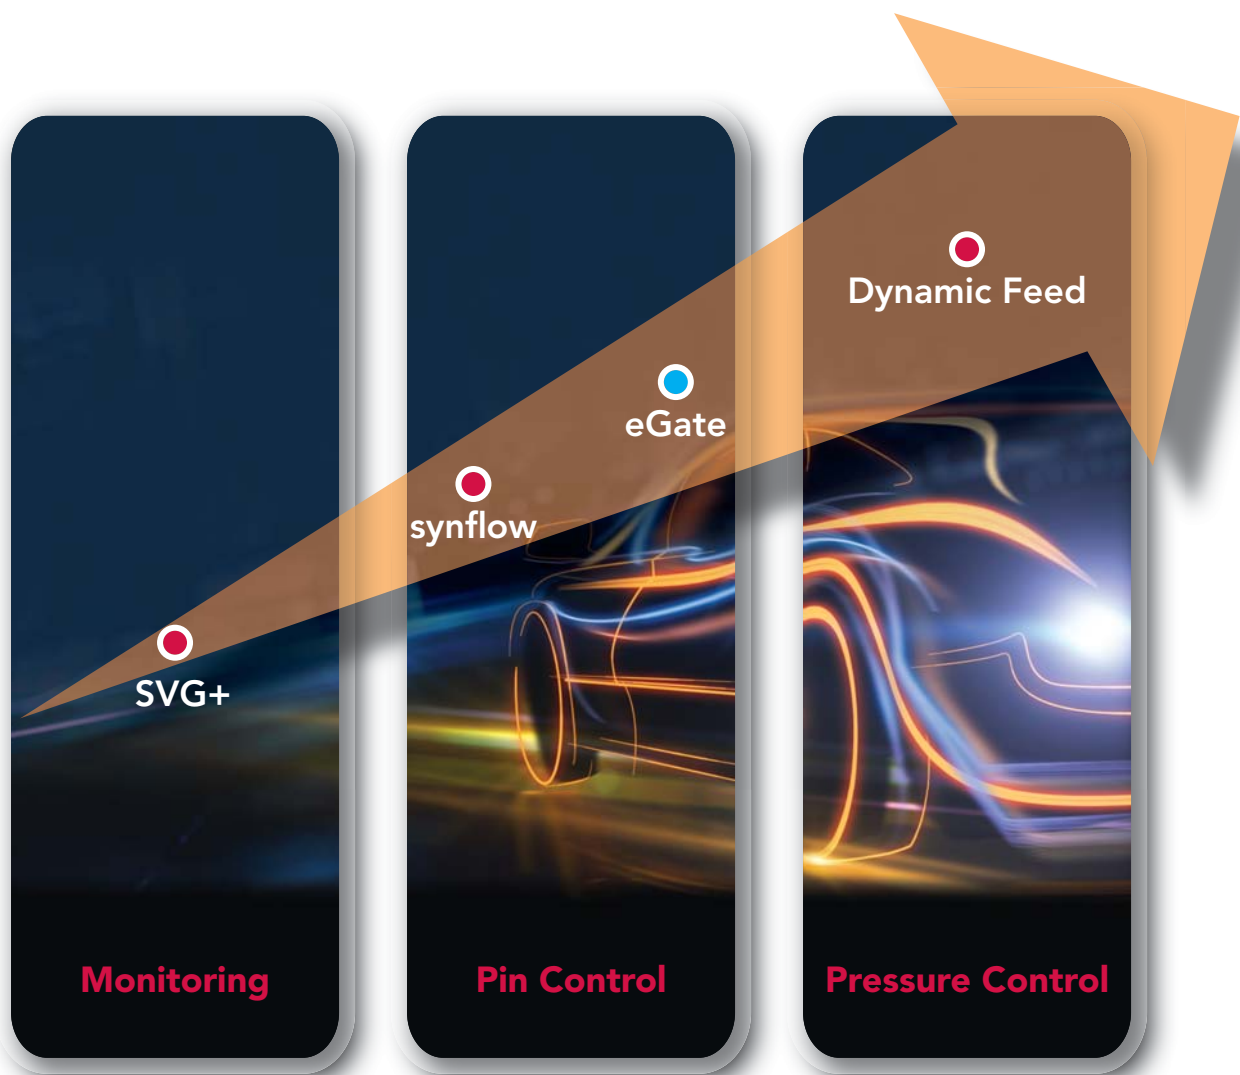 Dynamic Feed
eGate
synflow
SVG+
Monitoring
Pin Control
Pressure Control